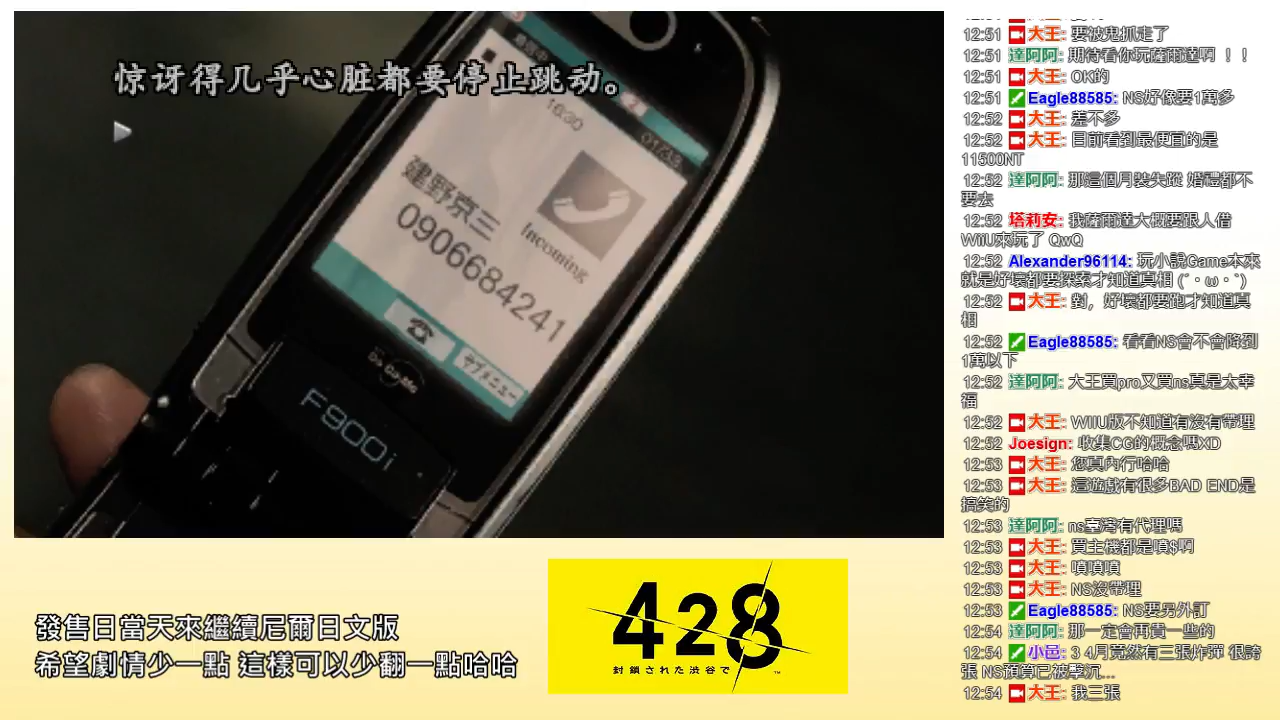 惊讶得几乎心脏都要停止跳动。
16:30
01'38
建野京三
0906684241
Incoming
サブメニュー
DoCoMo
F900i
發售日當天來繼續尼爾日文版
希望劇情少一點 這樣可以少翻一點哈哈
428
封鎖された渋谷で
TM
12:51 大王: 要被鬼抓走了
12:51 達阿阿: 期待看你玩薩爾達啊 ! !
12:51 大王: OK的
12:51 Eagle88585: NS好像要1萬多
12:52 大王: 差不多
12:52 大王: 目前看到最便宜的是
11500NT
12:52 達阿阿: 那這個月裝失蹤 婚禮都不
要去
12:52 塔莉安: 我薩爾達大概要跟人借
WiiU來玩了 QwQ
12:52 Alexander96114: 玩小說Game本來
就是好壞都要探索才知道真相 (´・ω・`)
12:52 大王: 對，好壞都要跑才知道真
相
12:52 Eagle88585: 看看NS會不會降到
1萬以下
12:52 達阿阿: 大王買pro又買ns真是太幸
福
12:52 大王: WIIU版不知道有沒有帶理
12:52 Joesign: 收集CG的概念嗎XD
12:53 大王: 您真內行哈哈
12:53 大王: 這遊戲有很多BAD END是
搞笑的
12:53 達阿阿: ns臺灣有代理嗎
12:53 大王: 買主機都是噴$啊
12:53 大王: 噴噴噴
12:53 大王: NS沒帶理
12:53 Eagle88585: NS要另外訂
12:54 達阿阿: 那一定會再貴一些的
12:54 小邑: 3 4月竟然有三張炸彈 很誇
張 NS預算已被擊沉...
12:54 大王: 我三張